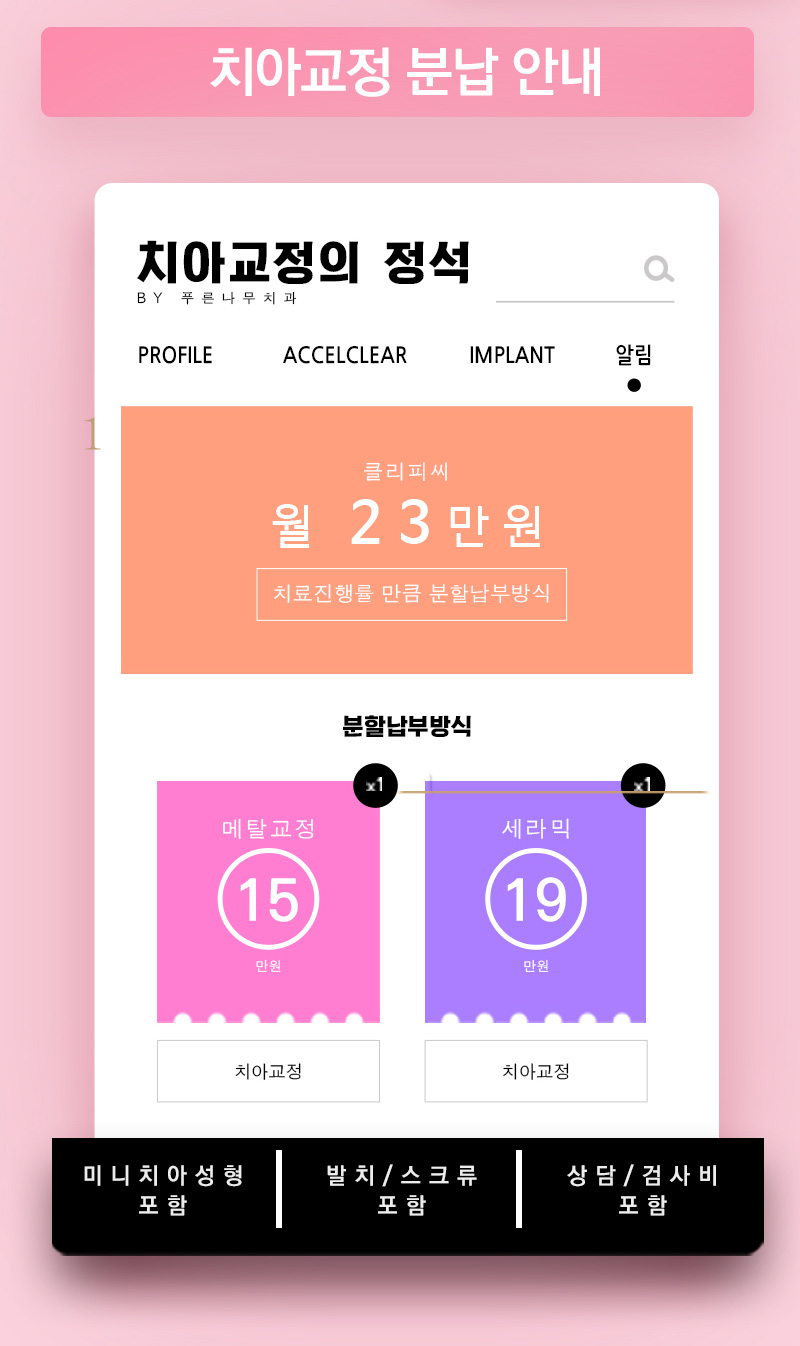 치아교정 분납 안내
치아교정의 정석
BY 푸른나무치과
PROFILE ACCELCLEAR IMPLANT 알림
1
클리피씨
월 23만원
치료진행률 만큼 분할납부방식
분할납부방식
x1 x1
메탈교정 세라믹
15 19
만원 만원
치아교정 치아교정
미니치아성형 발치/스크류 상담/검사비
포함 포함 포함